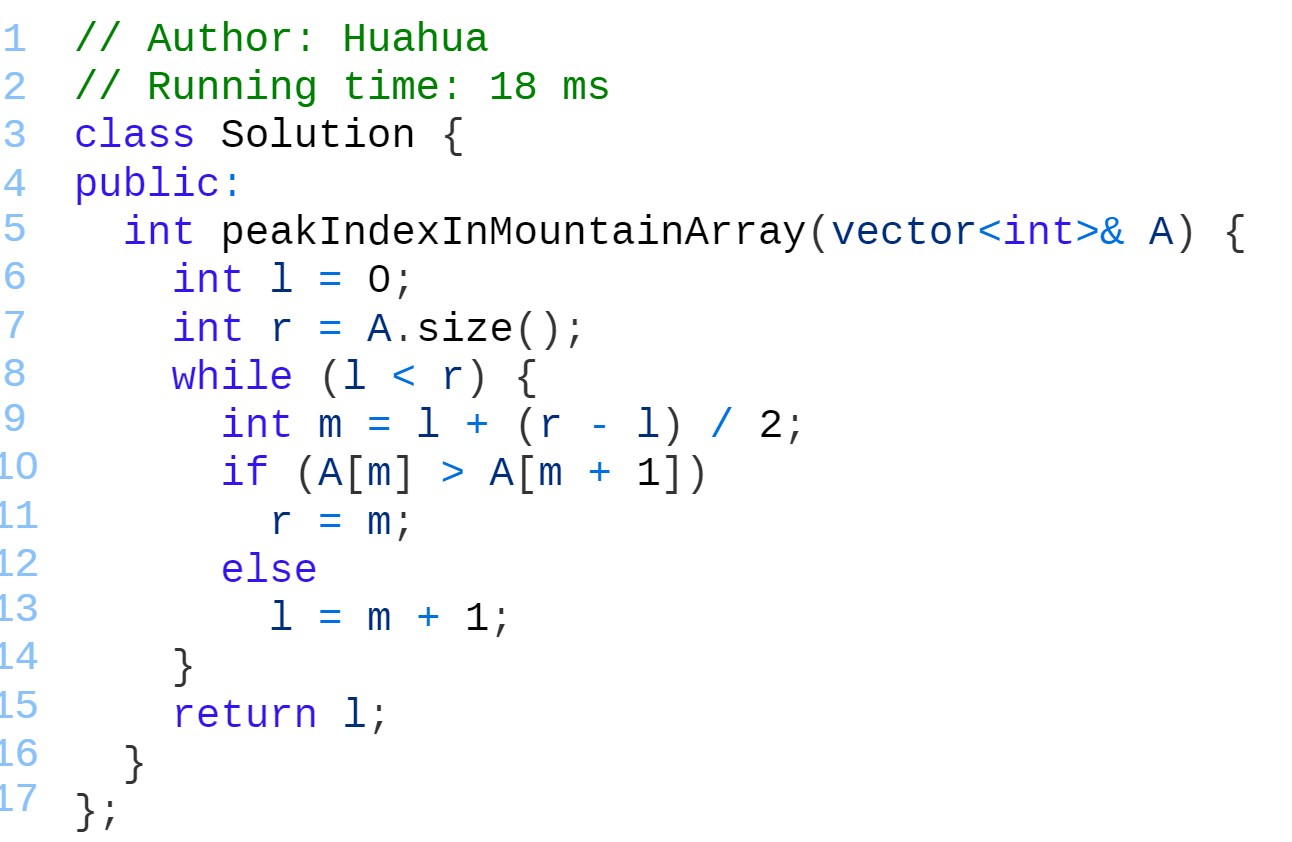 1 // Author: Huahua
2 // Running time: 18 ms
3 class Solution {
4 public:
5   int peakIndexInMountainArray(vector<int>& A) {
6     int l = 0;
7     int r = A.size();
8     while (l < r) {
9       int m = l + (r - l) / 2;
10       if (A[m] > A[m + 1])
11         r = m;
12       else
13         l = m + 1;
14     }
15     return l;
16   }
17 };